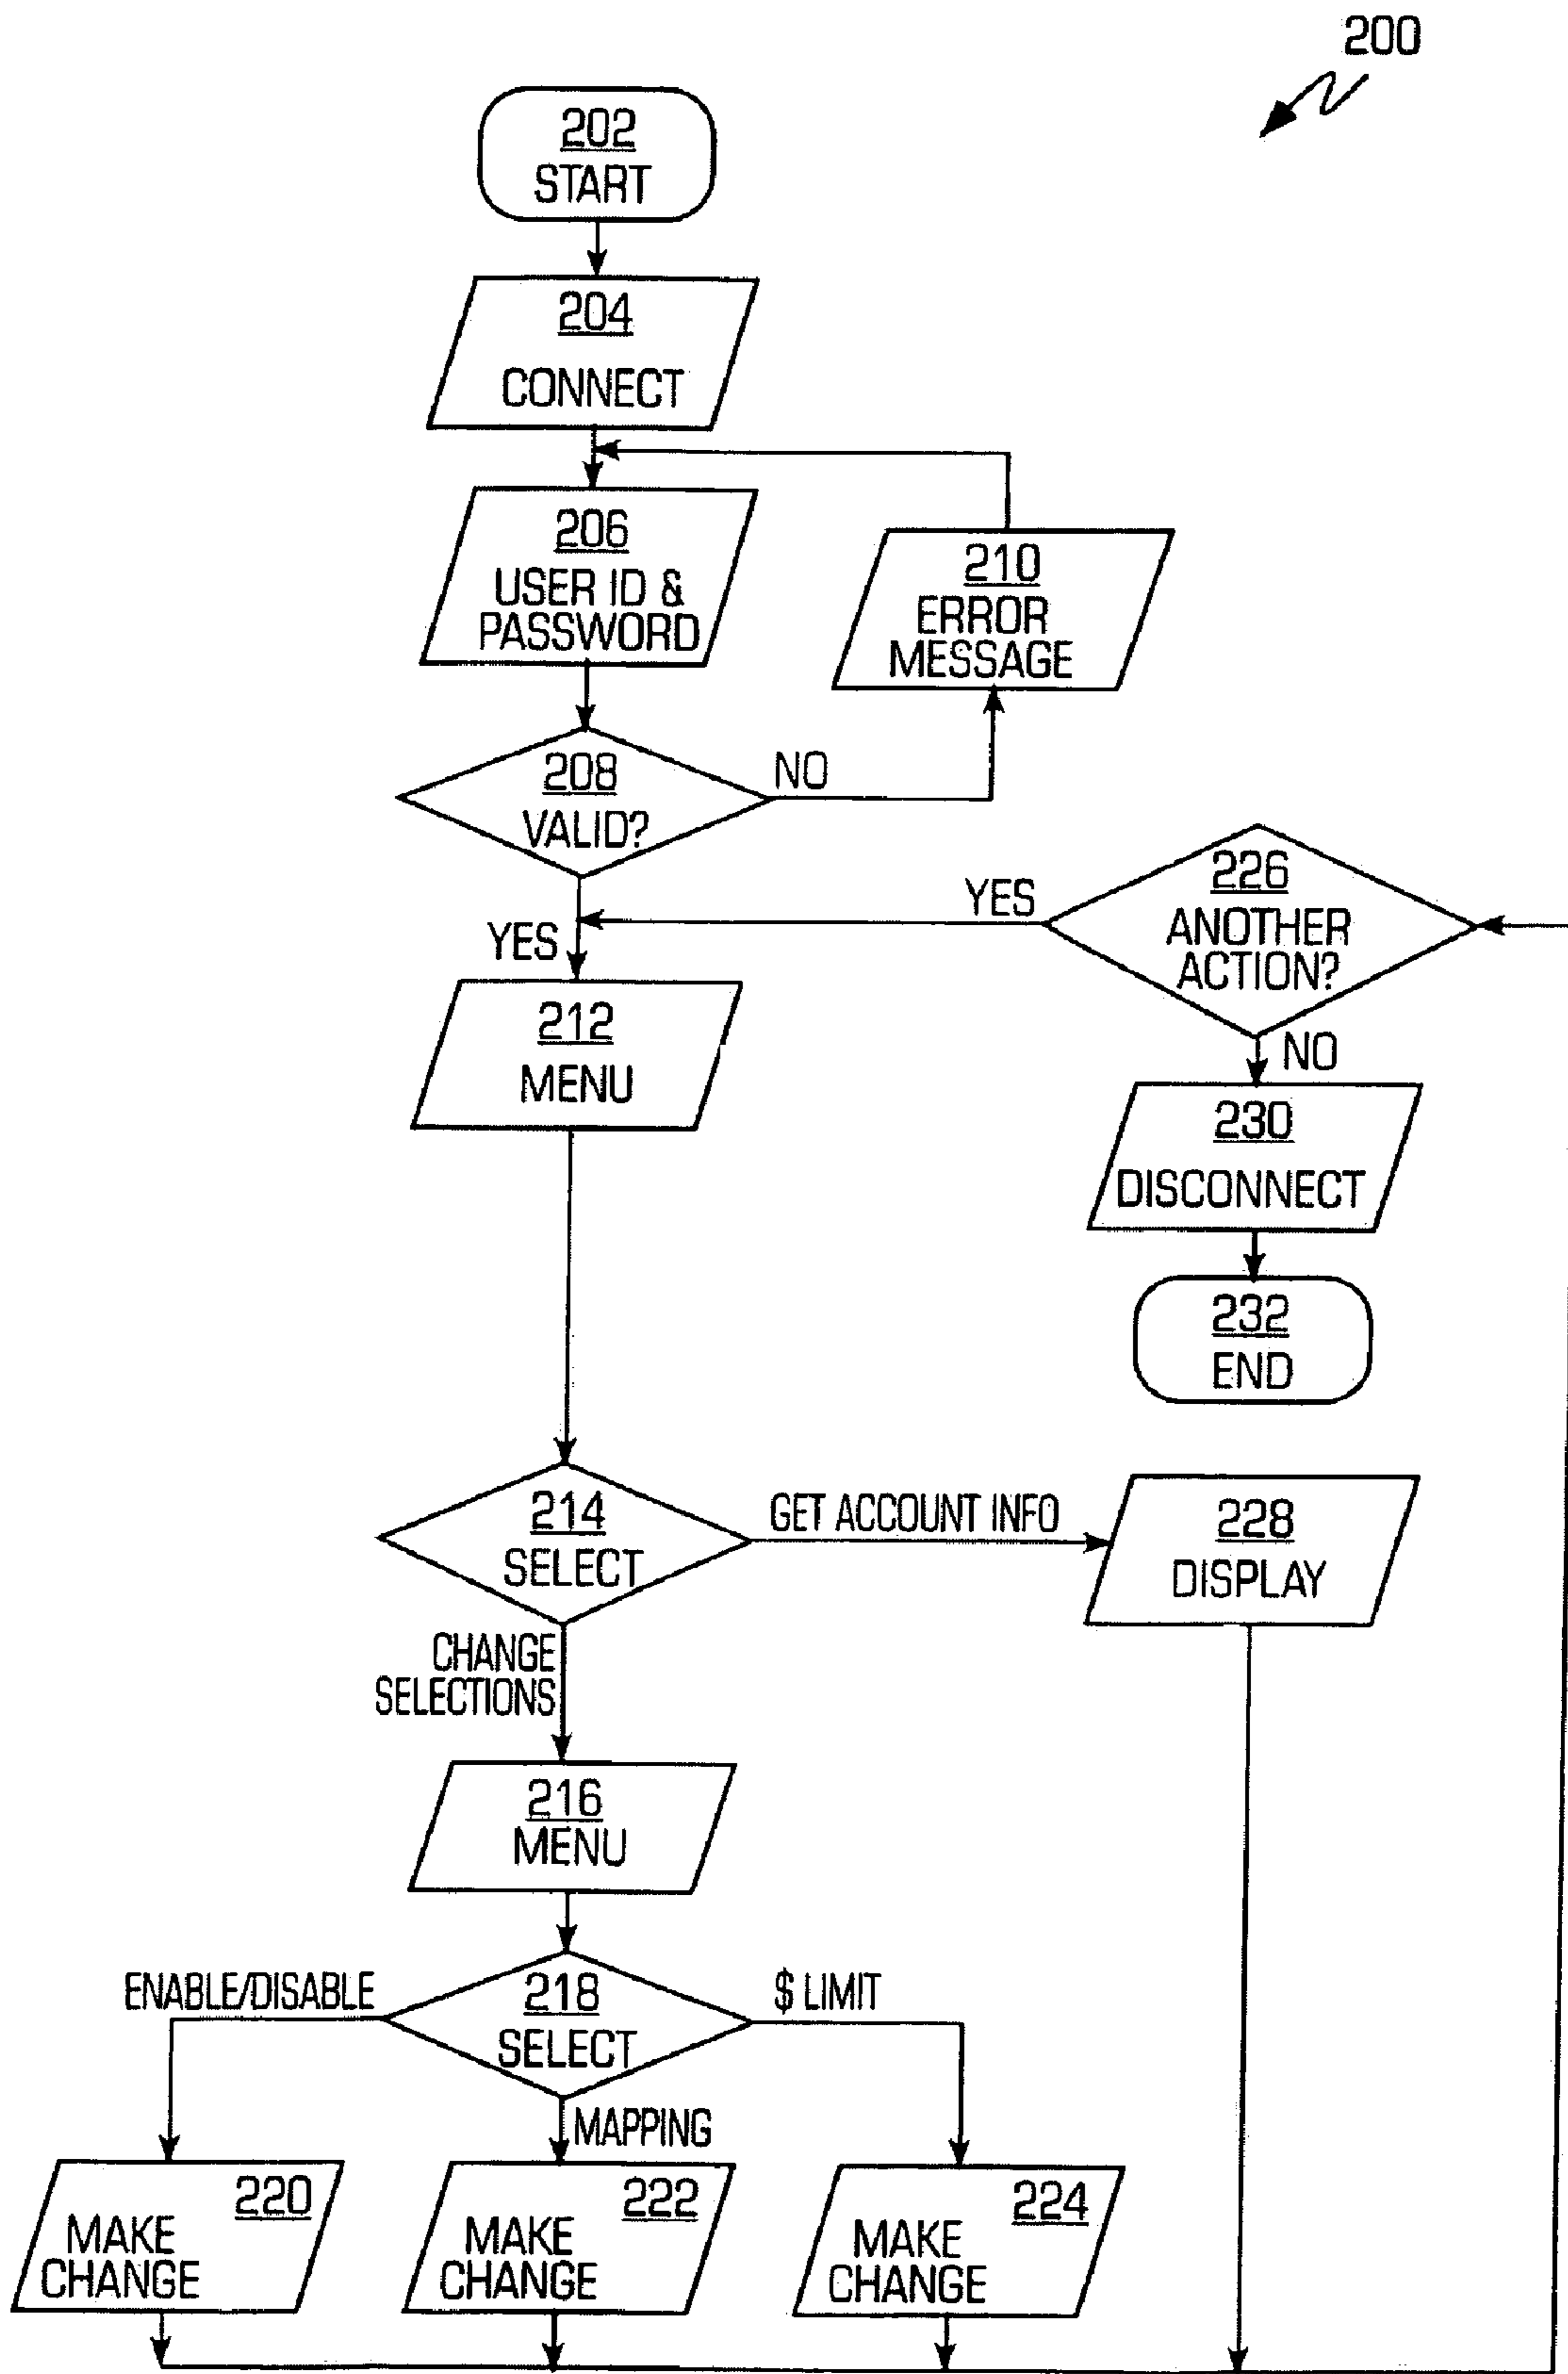 200
202
START
204
CONNECT
206
USER ID &
PASSWORD
210
ERROR
MESSAGE
208
VALID?
NO
YES
226
ANOTHER
ACTION?
YES
NO
212
MENU
230
DISCONNECT
232
END
214
SELECT
GET ACCOUNT INFO
228
DISPLAY
CHANGE
SELECTIONS
216
MENU
218
SELECT
ENABLE/DISABLE
$ LIMIT
MAPPING
220
MAKE
CHANGE
222
MAKE
CHANGE
224
MAKE
CHANGE